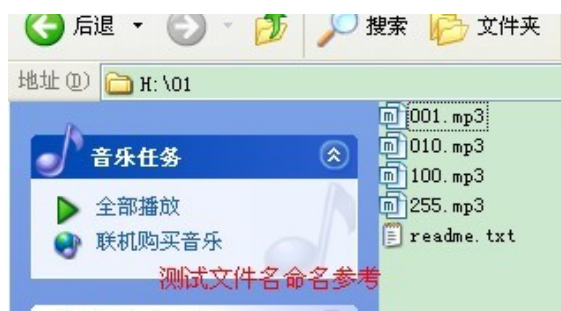 后退 搜索 文件夹
地址(D) H:\01
音乐任务
全部播放
联机购买音乐
测试文件名命名参考
001.mp3
010.mp3
100.mp3
255.mp3
readme.txt